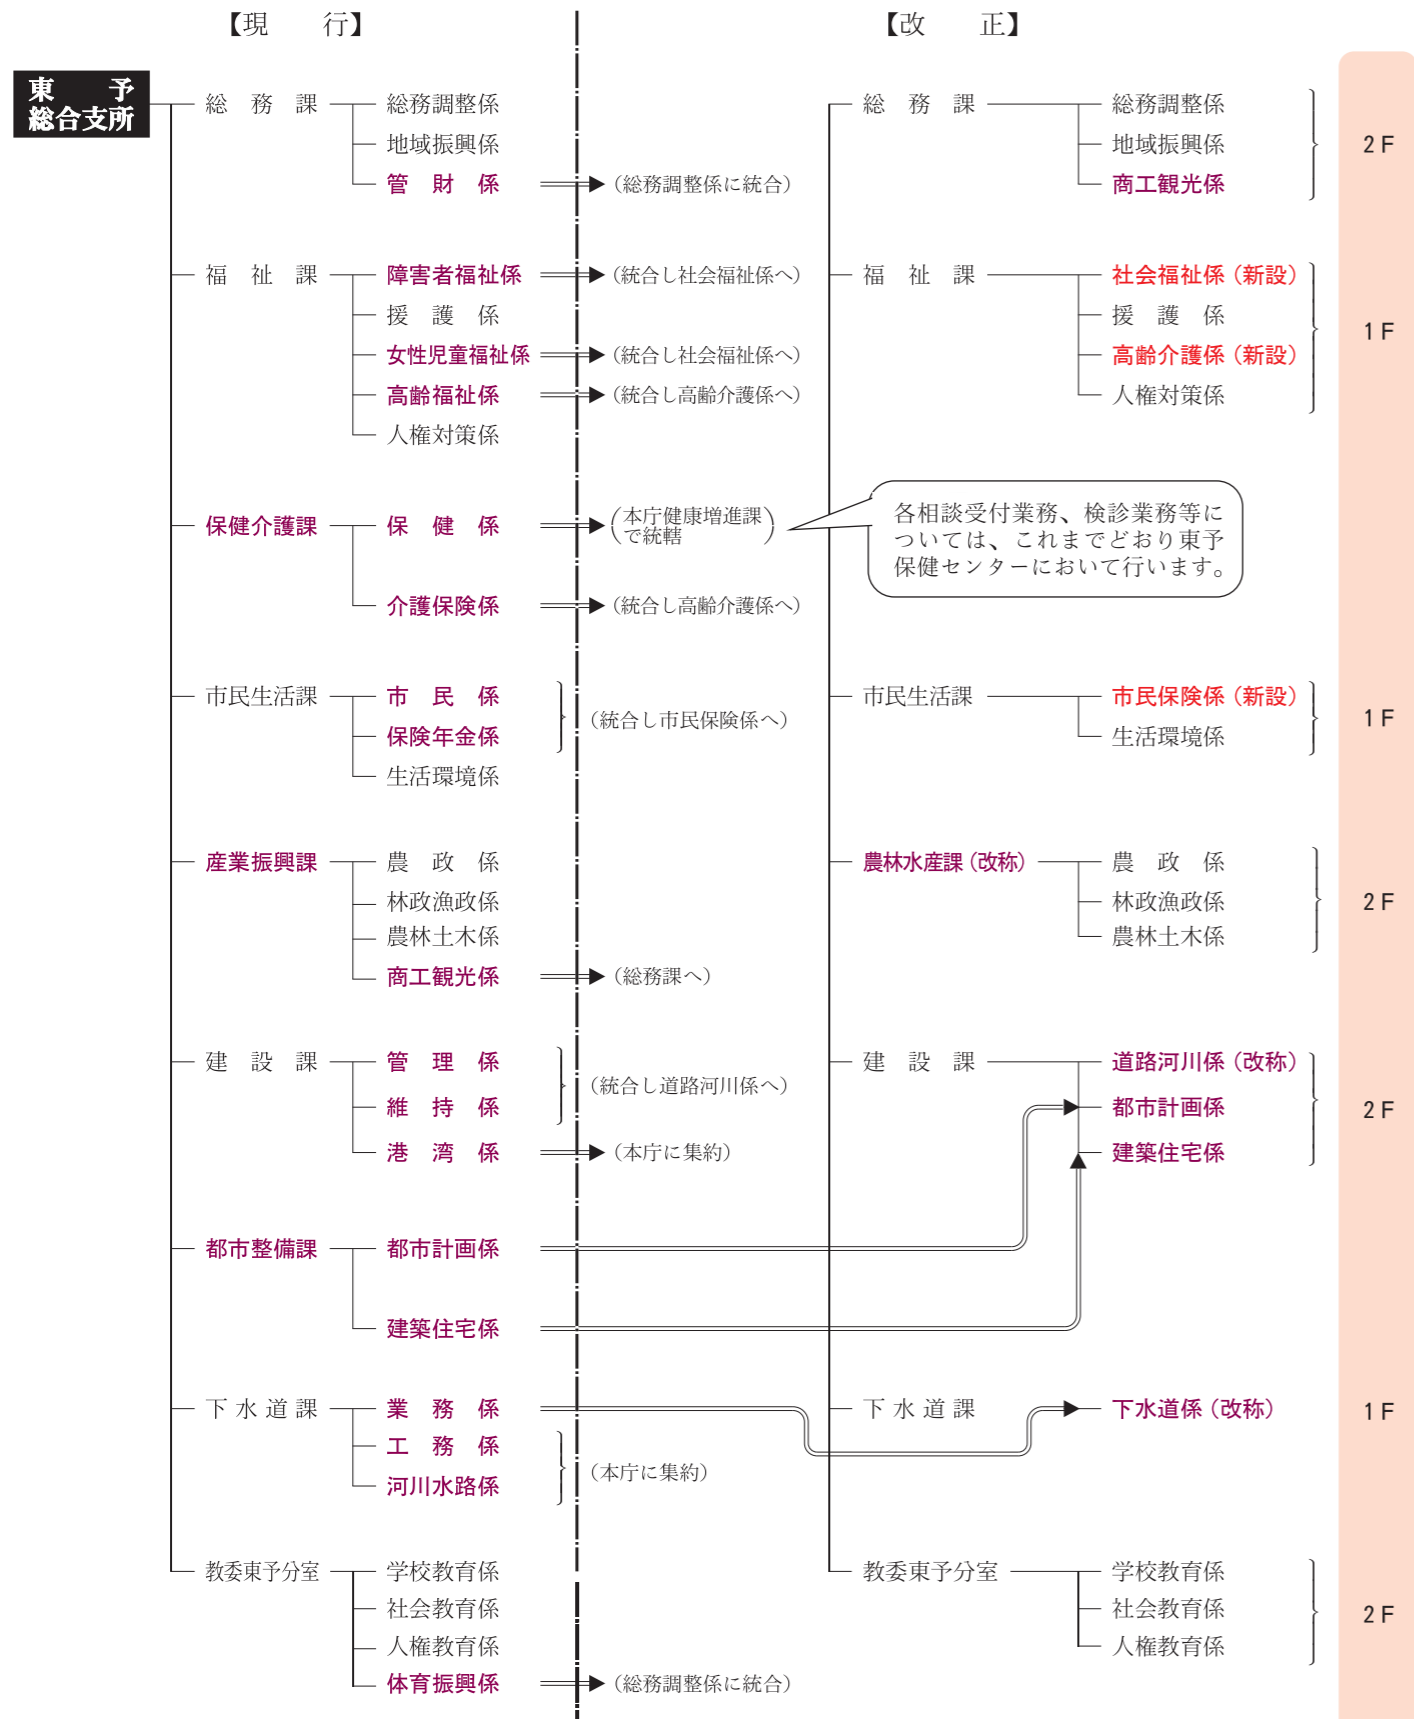 【現　行】
【改　正】
東　予
総合支所
総務課
総務調整係
地域振興係
管財係
（総務調整係に統合）
総務課
総務調整係
地域振興係
商工観光係
2F
福祉課
障害者福祉係
（統合し社会福祉係へ）
援護係
女性児童福祉係
（統合し社会福祉係へ）
高齢福祉係
（統合し高齢介護係へ）
人権対策係
福祉課
社会福祉係（新設）
援護係
高齢介護係（新設）
人権対策係
1F
保健介護課
保健係
（本庁健康増進課
で統轄）
各相談受付業務、検診業務等に
ついては、これまでどおり東予
保健センターにおいて行います。
介護保険係
（統合し高齢介護係へ）
市民生活課
市民係
保険年金係
（統合し市民保険係へ）
生活環境係
市民生活課
市民保険係（新設）
生活環境係
1F
産業振興課
農政係
林政漁政係
農林土木係
商工観光係
（総務課へ）
農林水産課（改称）
農政係
林政漁政係
農林土木係
2F
建設課
管理係
維持係
（統合し道路河川係へ）
港湾係
（本庁に集約）
建設課
道路河川係（改称）
都市計画係
建築住宅係
2F
都市整備課
都市計画係
建築住宅係
下水道課
業務係
工務係
河川水路係
（本庁に集約）
下水道課
下水道係（改称）
1F
教委東予分室
学校教育係
社会教育係
人権教育係
体育振興係
（総務調整係に統合）
教委東予分室
学校教育係
社会教育係
人権教育係
2F